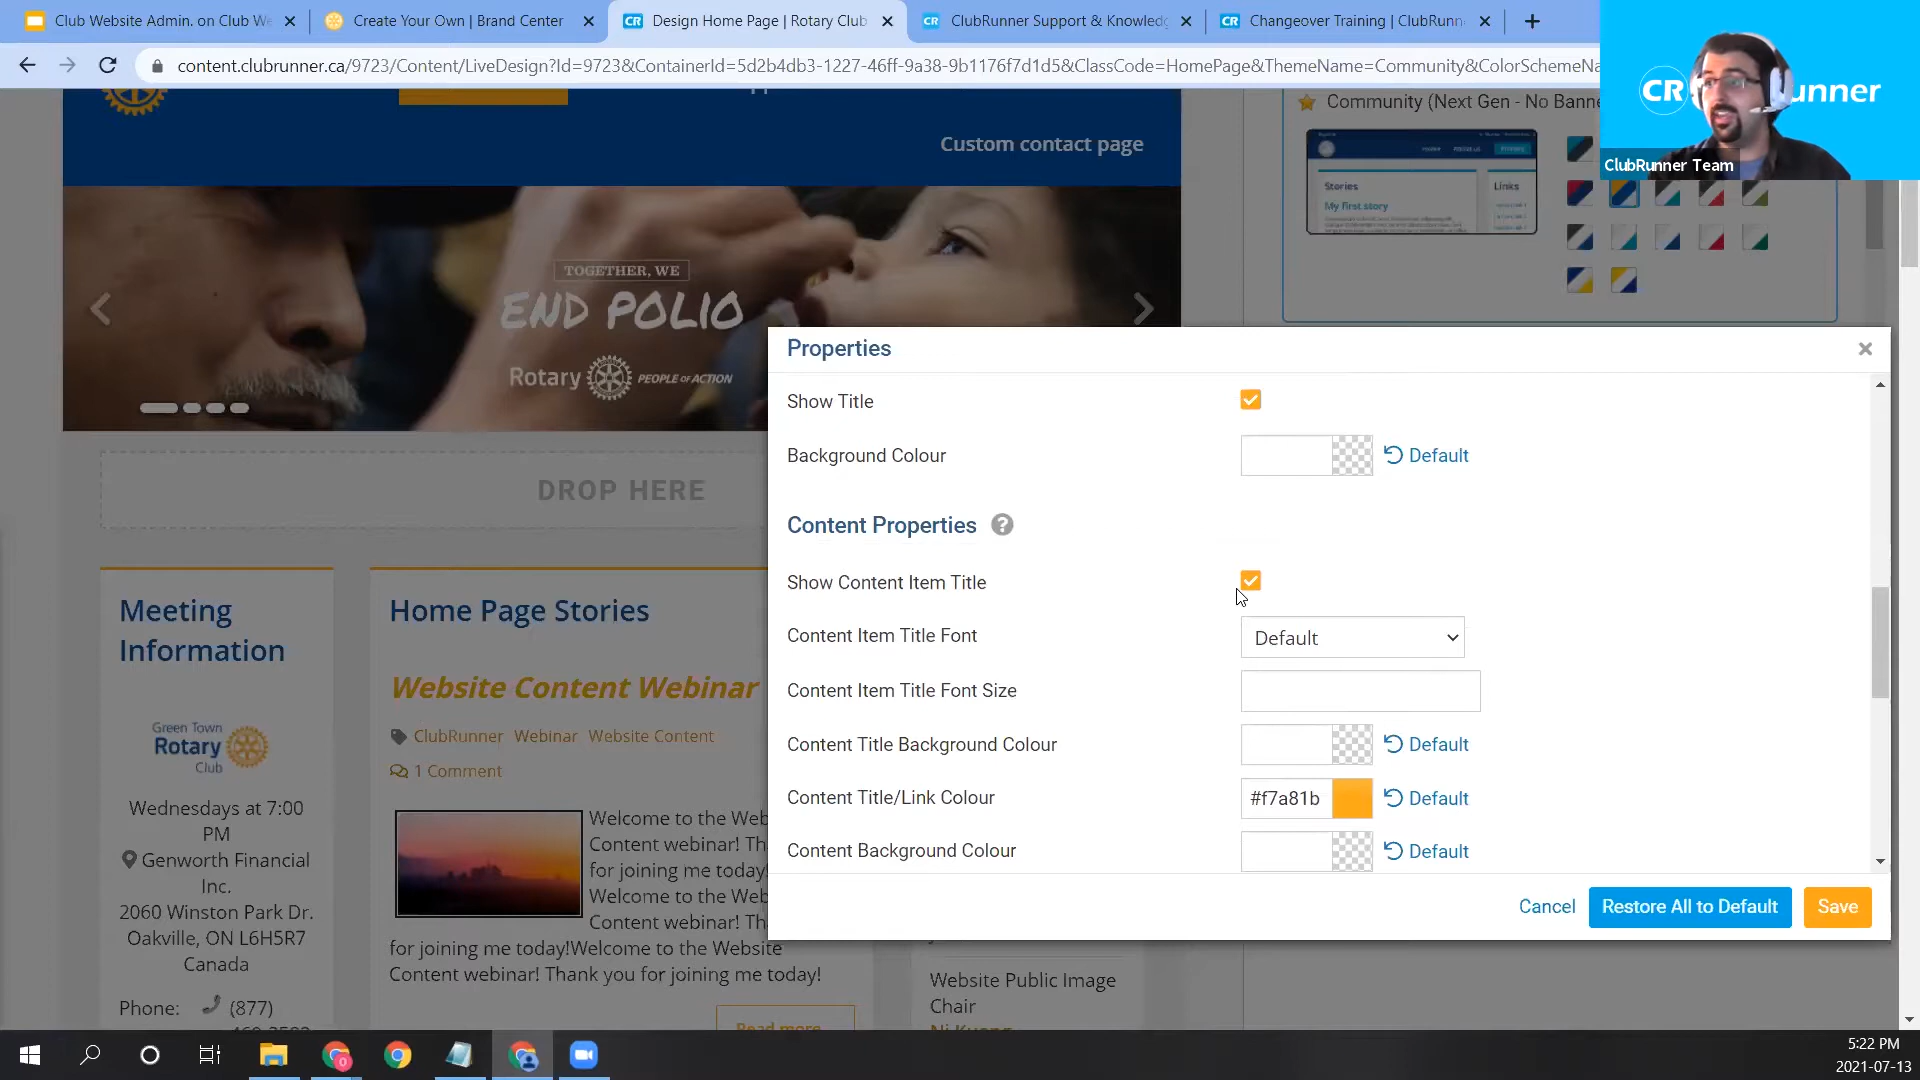 Club Website Admin. on Club We
Create Your Own | Brand Center
Design Home Page | Rotary Club
ClubRunner Support & Knowledg
Changeover Training | ClubRunn
content.clubrunner.ca/9723/Content/LiveDesign?Id=9723&ContainerId=5d2b4db3-1227-46ff-9a38-9b1176f7d1d5&ClassCode=HomePage&ThemeName=Community&ColorSchemeNa
CR
unner
ClubRunner Team
Community (Next Gen - No Banne
Stories
My first story
Links
Custom contact page
TOGETHER, WE
END POLIO
Rotary
PEOPLE OF ACTION
DROP HERE
Meeting
Information
Green Town
Rotary
Club
Wednesdays at 7:00
PM
Genworth Financial
Inc.
2060 Winston Park Dr.
Oakville, ON L6H5R7
Canada
Phone: (877)
Home Page Stories
Website Content Webinar
ClubRunner Webinar Website Content
1 Comment
Welcome to the Web
Content webinar! Th
for joining me today!
Welcome to the Web
Content webinar! Th
for joining me today!Welcome to the Website
Content webinar! Thank you for joining me today!
Read more
Website Public Image
Chair
Properties
Show Title
Background Colour
Default
Content Properties
?
Show Content Item Title
Content Item Title Font
Default
Content Item Title Font Size
Content Title Background Colour
Default
Content Title/Link Colour
#f7a81b
Default
Content Background Colour
Default
Cancel
Restore All to Default
Save
5:22 PM
2021-07-13